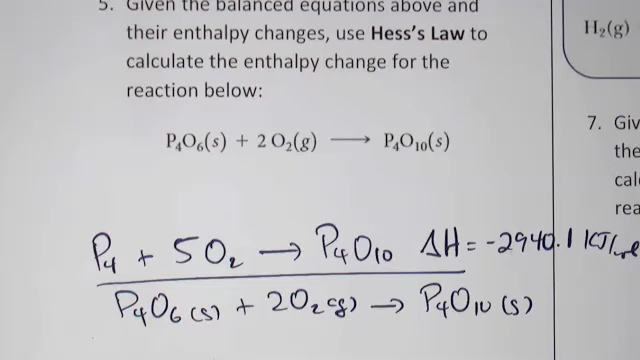 5. Given the balanced equations above and
their enthalpy changes, use Hess's Law to
calculate the enthalpy change for the
reaction below:
P₄O₆(s) + 2 O₂(g) ⟶ P₄O₁₀(s)
P₄ + 5O₂ → P₄O₁₀ ΔH = -2940.1 KJ/
P₄O₆(s) + 2O₂(g) → P₄O₁₀(s)
H₂(g)
7. Giv
the
calc
rea